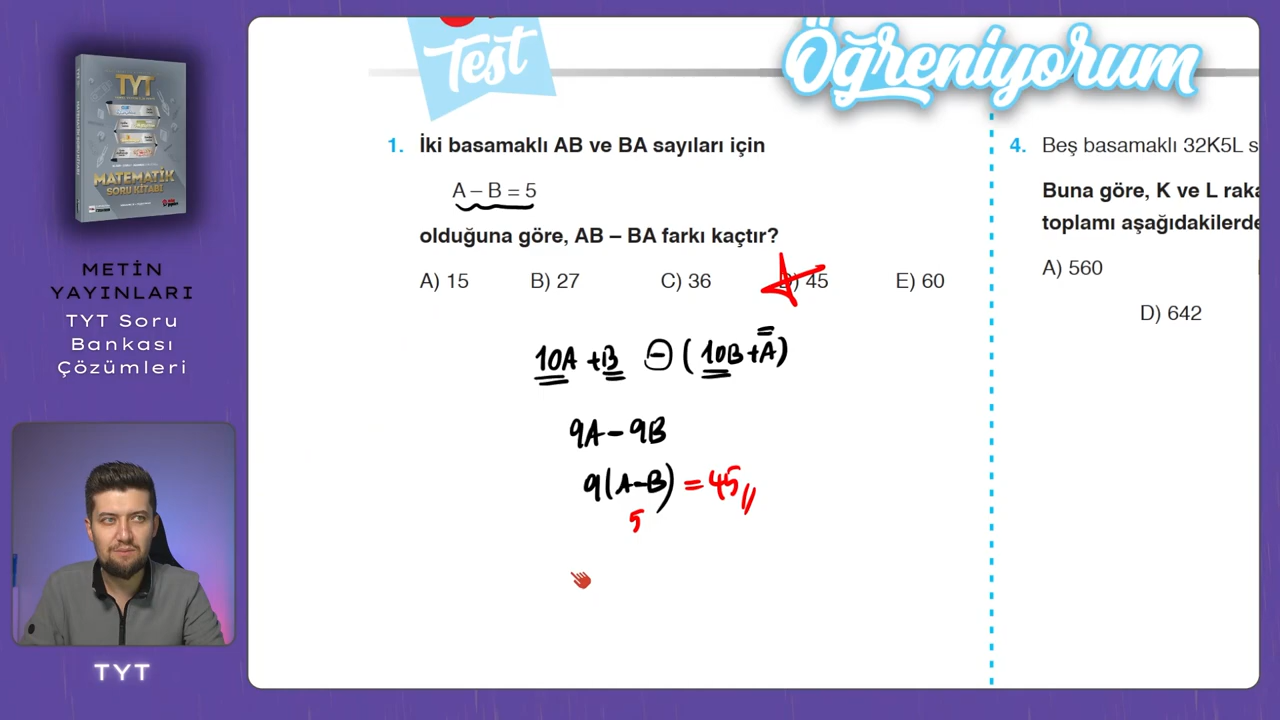 TYT
MATEMATİK
SORU KİTABI
METİN
YAYINLARI
TYT Soru
Bankası
Çözümleri
TYT
Test
Öğreniyorum
1. İki basamaklı AB ve BA sayıları için
A – B = 5
olduğuna göre, AB – BA farkı kaçtır?
A) 15 B) 27 C) 36 D) 45 E) 60
10A + B - (10B + A)
9A - 9B
9(A-B) = 45
5
4. Beş basamaklı 32K5L s
Buna göre, K ve L raka
toplamı aşağıdakilerde
A) 560
D) 642